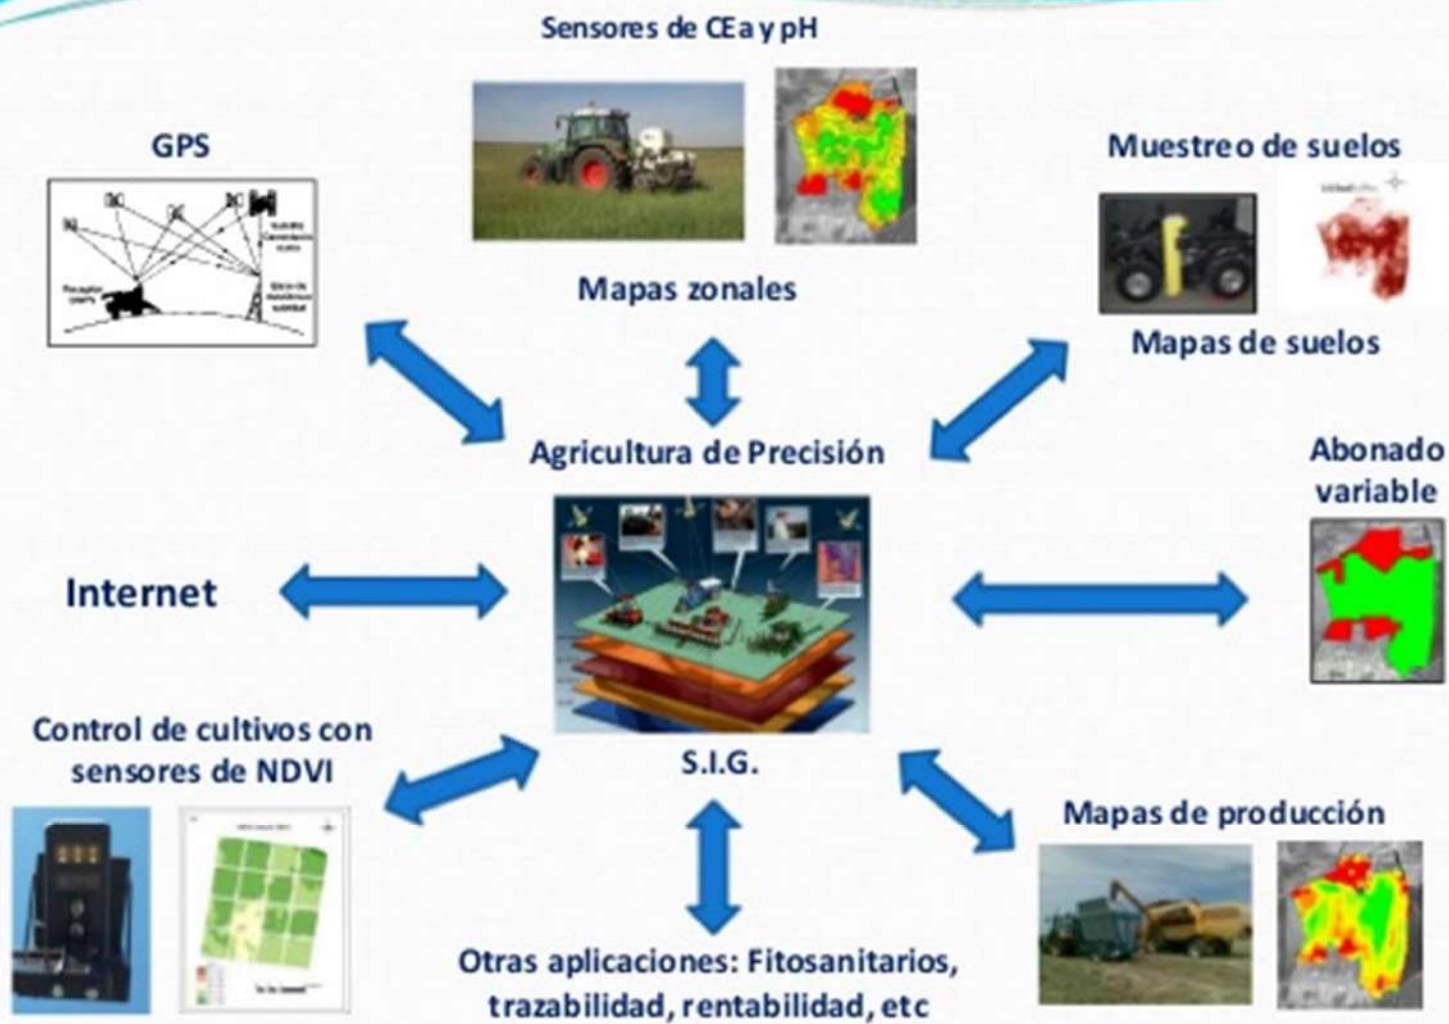 Sensores de CEa y pH
GPS
Muestreo de suelos
Mapas zonales
Mapas de suelos
Agricultura de Precisión
Abonado
variable
Internet
S.I.G.
Control de cultivos con
sensores de NDVI
Mapas de producción
Otras aplicaciones: Fitosanitarios,
trazabilidad, rentabilidad, etc